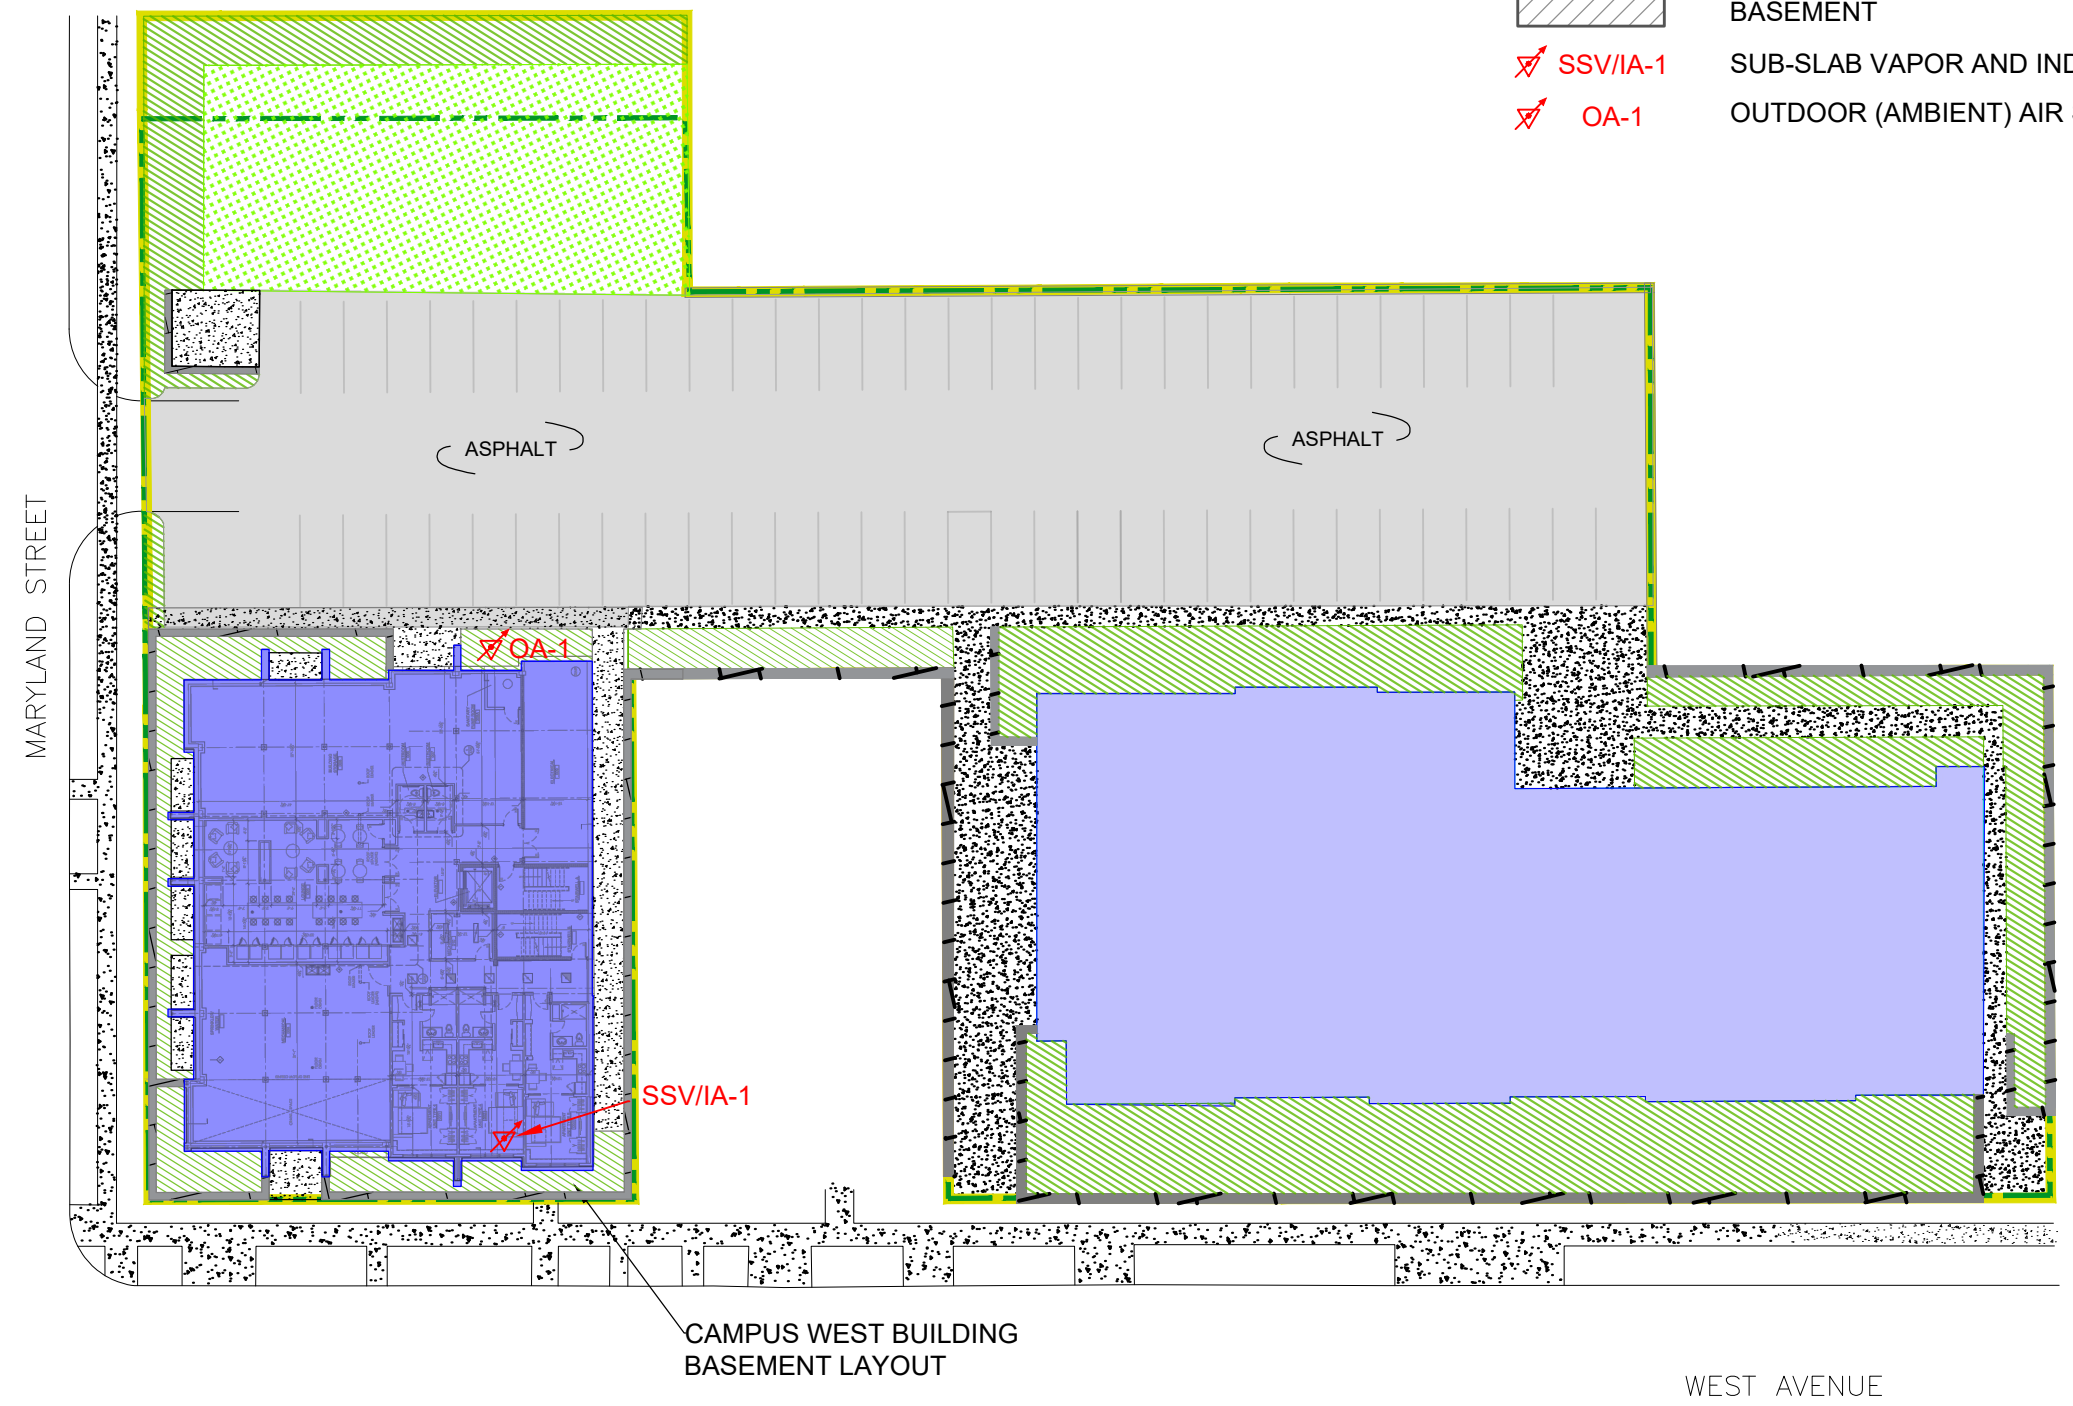 BASEMENT
SSV/IA-1 SUB-SLAB VAPOR AND IND
OA-1 OUTDOOR (AMBIENT) AIR
ASPHALT
ASPHALT
MARYLAND STREET
OA-1
SSV/IA-1
CAMPUS WEST BUILDING
BASEMENT LAYOUT
WEST AVENUE